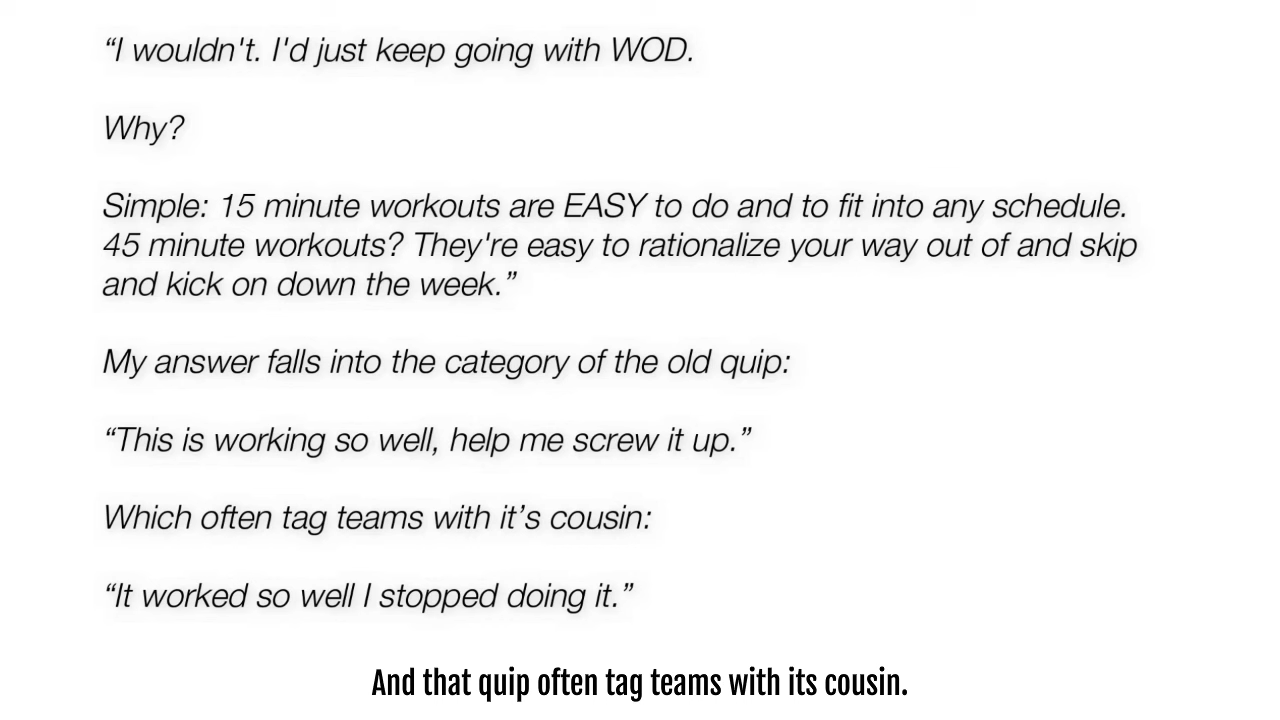 “I wouldn't. I'd just keep going with WOD.
Why?
Simple: 15 minute workouts are EASY to do and to fit into any schedule.
45 minute workouts? They're easy to rationalize your way out of and skip
and kick on down the week.”
My answer falls into the category of the old quip:
“This is working so well, help me screw it up.”
Which often tag teams with it’s cousin:
“It worked so well I stopped doing it.”
And that quip often tag teams with its cousin.